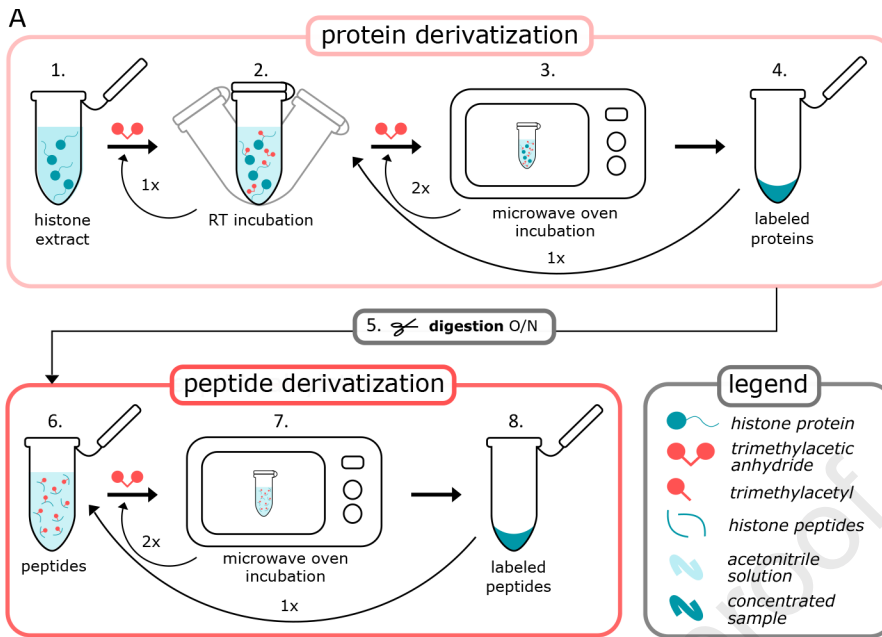 A
protein derivatization
1.
2.
3.
4.
1x
2x
histone
extract
RT incubation
microwave oven
incubation
labeled
proteins
1x
5. digestion O/N
peptide derivatization
6.
7.
8.
2x
peptides
microwave oven
incubation
labeled
peptides
1x
legend
histone protein
trimethylacetic
anhydride
trimethylacetyl
histone peptides
acetonitrile
solution
concentrated
sample
proof